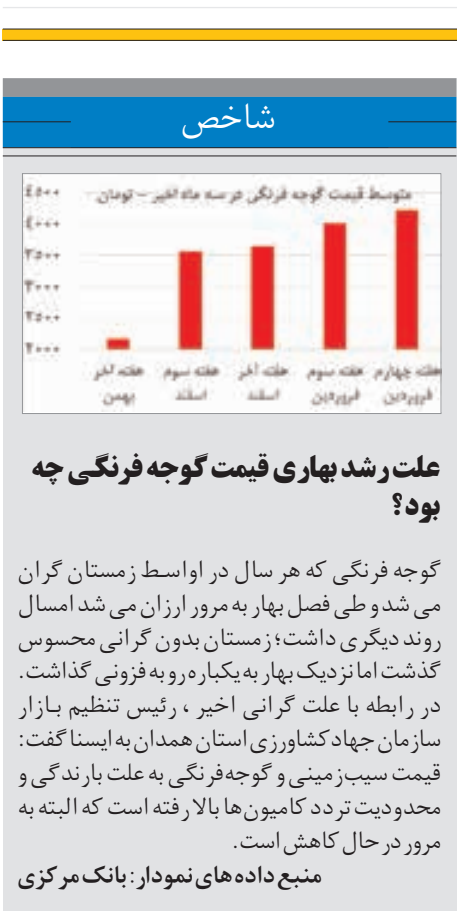 شاخص
متوسط قیمت گوجه فرنگی در سه ماه اخیر – تومان
۴۵۰۰
۴۰۰۰
۳۵۰۰
۳۰۰۰
۲۵۰۰
۲۰۰۰
هفته چهارم فروردین
هفته سوم فروردین
هفته آخر اسفند
هفته سوم اسفند
هفته آخر بهمن
علت رشد بهاری قیمت گوجه فرنگی چه
بود؟
گوجه فرنگی که هر سال در اواسط زمستان گران
می شد و طی فصل بهار به مرور ارزان می شد امسال
روند دیگری داشت؛ زمستان بدون گرانی محسوس
گذشت اما نزدیک بهار به یکباره رو به فزونی گذاشت.
در رابطه با علت گرانی اخیر ، رئیس تنظیم بازار
سازمان جهاد کشاورزی استان همدان به ایسنا گفت:
قیمت سیب‌زمینی و گوجه‌فرنگی به علت بارندگی و
محدودیت تردد کامیون‌ها بالا رفته است که البته به
مرور در حال کاهش است.
منبع داده های نمودار: بانک مرکزی